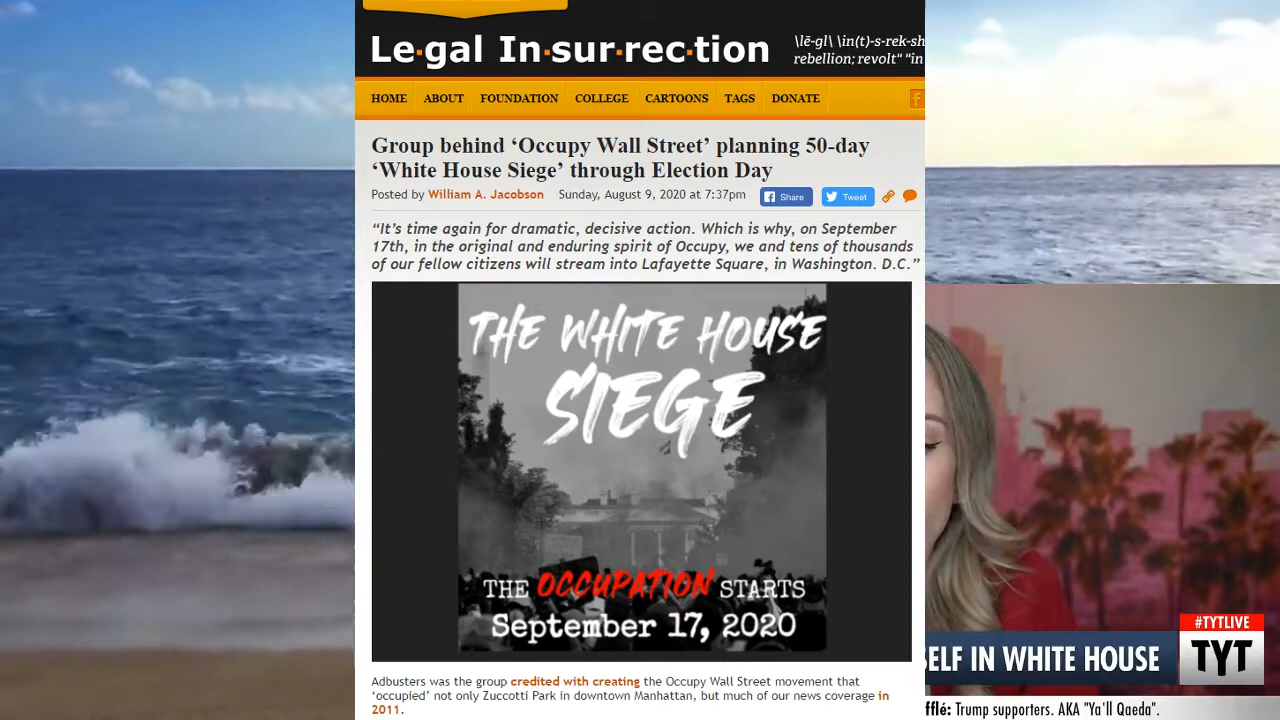 Le·gal In·sur·rec·tion
\lē-gl\ \in(t)-s-rek-sh
rebellion; revolt" "in
HOME ABOUT FOUNDATION COLLEGE CARTOONS TAGS DONATE
Group behind ‘Occupy Wall Street’ planning 50-day
‘White House Siege’ through Election Day
Posted by William A. Jacobson Sunday, August 9, 2020 at 7:37pm Share Tweet
“It’s time again for dramatic, decisive action. Which is why, on September
17th, in the original and enduring spirit of Occupy, we and tens of thousands
of our fellow citizens will stream into Lafayette Square, in Washington. D.C.”
THE WHITE HOUSE
SIEGE
THE OCCUPATION STARTS
September 17, 2020
Adbusters was the group credited with creating the Occupy Wall Street movement that
‘occupied’ not only Zuccotti Park in downtown Manhattan, but much of our news coverage in
2011.
#TYTLIVE
ELF IN WHITE HOUSE TYT
fflé: Trump supporters. AKA "Ya'll Qaeda".